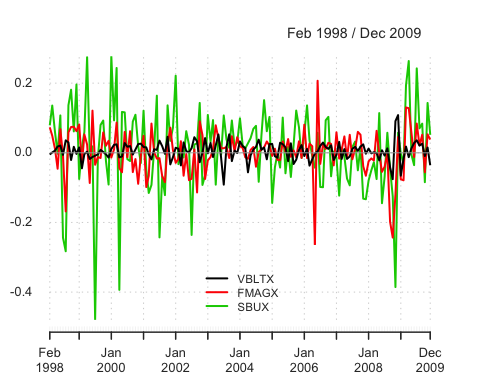 Feb 1998 / Dec 2009
0.2
0.0
-0.2
-0.4
VBLTX
FMAGX
SBUX
Feb Jan Jan Jan Jan Jan Dec
1998 2000 2002 2004 2006 2008 2009